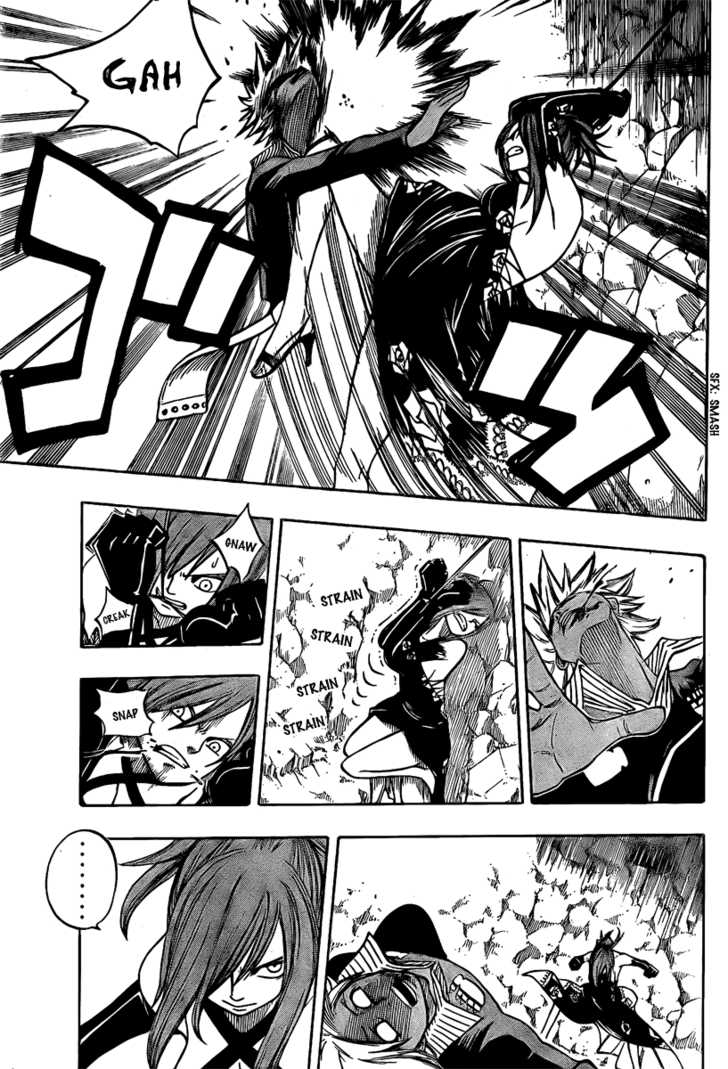 GAH
ゴッ
SFX: SMASH
STRAIN
STRAIN
STRAIN
STRAIN
GNAW
CREAK
SNAP
......